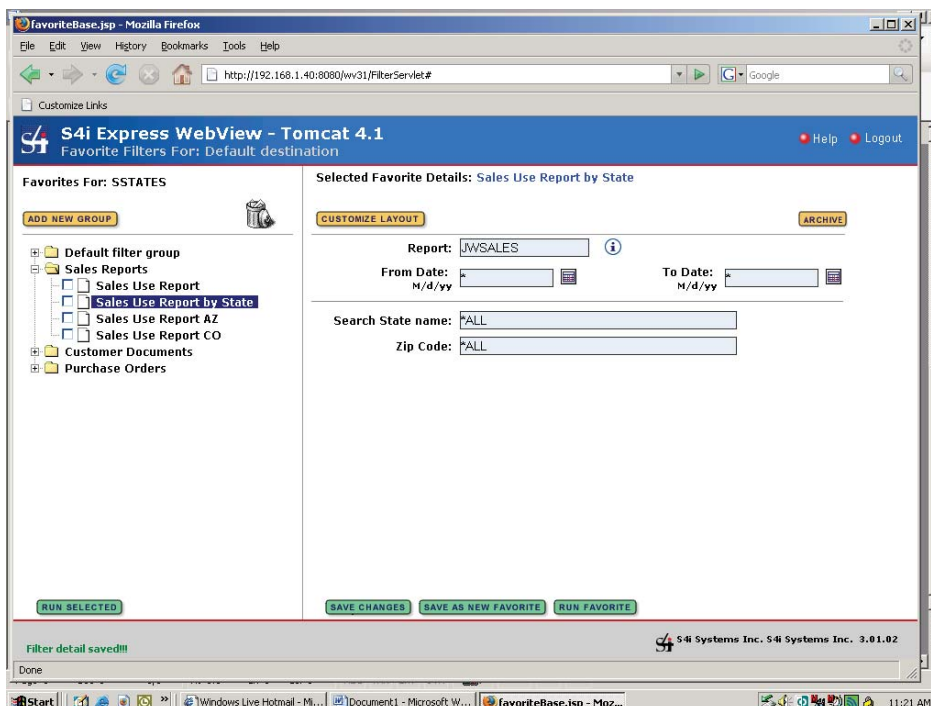 favoriteBase.jsp - Mozilla Firefox
File Edit View History Bookmarks Tools Help
http://192.168.1.40:8080/wv31/FilterServlet#
G Google
Customize Links
S4i
S4i Express WebView - Tomcat 4.1
Favorite Filters For: Default destination
Help Logout
Favorites For: SSTATES
ADD NEW GROUP
Default filter group
Sales Reports
Sales Use Report
Sales Use Report by State
Sales Use Report AZ
Sales Use Report CO
Customer Documents
Purchase Orders
RUN SELECTED
Selected Favorite Details: Sales Use Report by State
CUSTOMIZE LAYOUT
ARCHIVE
Report: JWSALES
From Date: *
M/d/yy
To Date: *
M/d/yy
Search State name: *ALL
Zip Code: *ALL
SAVE CHANGES SAVE AS NEW FAVORITE RUN FAVORITE
Filter detail saved!!!
S4i S4i Systems Inc. S4i Systems Inc. 3.01.02
Done
Start
Windows Live Hotmail - Mi...
Document1 - Microsoft W...
favoriteBase.jsp - Moz...
11:21 AM